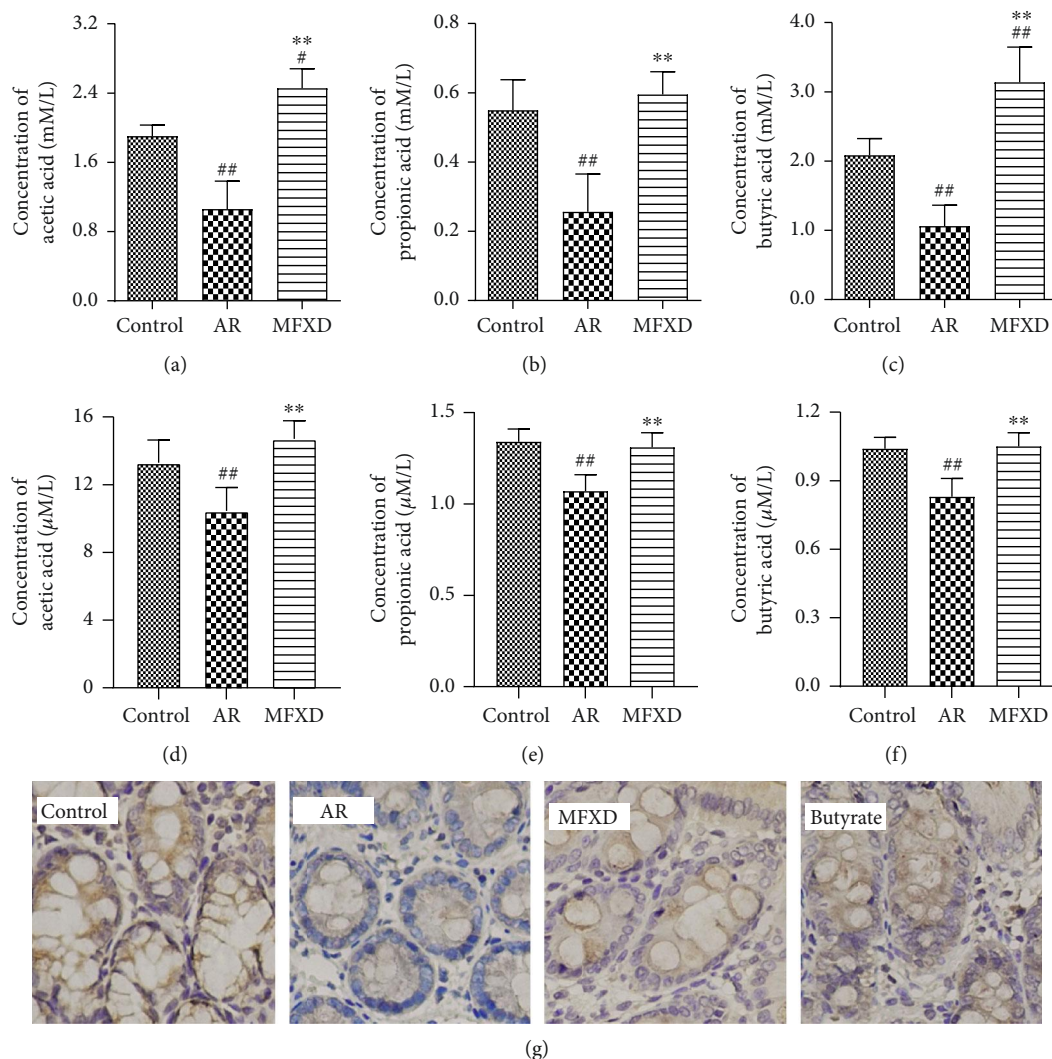 Concentration of
acetic acid (mM/L)
3.2
2.4
1.6
0.8
0.0
##
**
#
Control AR MFXD
(a)
Concentration of
propionic acid (mM/L)
0.8
0.6
0.4
0.2
0.0
##
**
Control AR MFXD
(b)
Concentration of
butyric acid (mM/L)
4.0
3.0
2.0
1.0
0.0
##
**
##
Control AR MFXD
(c)
Concentration of
acetic acid (μM/L)
16
12
8
4
0
##
**
Control AR MFXD
(d)
Concentration of
propionic acid (μM/L)
1.5
1.0
0.5
0.0
##
**
Control AR MFXD
(e)
Concentration of
butyric acid (μM/L)
1.2
0.9
0.6
0.3
0.0
##
**
Control AR MFXD
(f)
Control
AR
MFXD
Butyrate
(g)